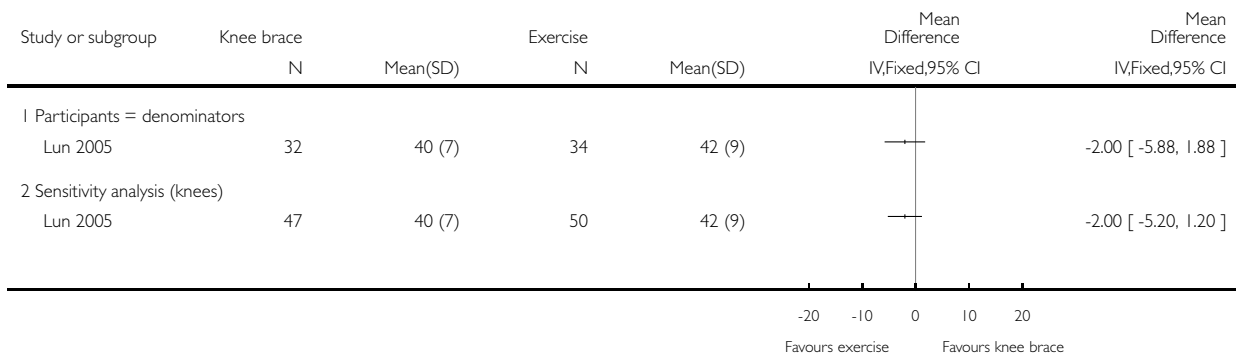 Study or subgroup Knee brace Exercise Mean Difference Mean Difference
N Mean(SD) N Mean(SD) IV,Fixed,95% CI IV,Fixed,95% CI
1 Participants = denominators
Lun 2005 32 40 (7) 34 42 (9) -2.00 [ -5.88, 1.88 ]
2 Sensitivity analysis (knees)
Lun 2005 47 40 (7) 50 42 (9) -2.00 [ -5.20, 1.20 ]
-20 -10 0 10 20
Favours exercise Favours knee brace